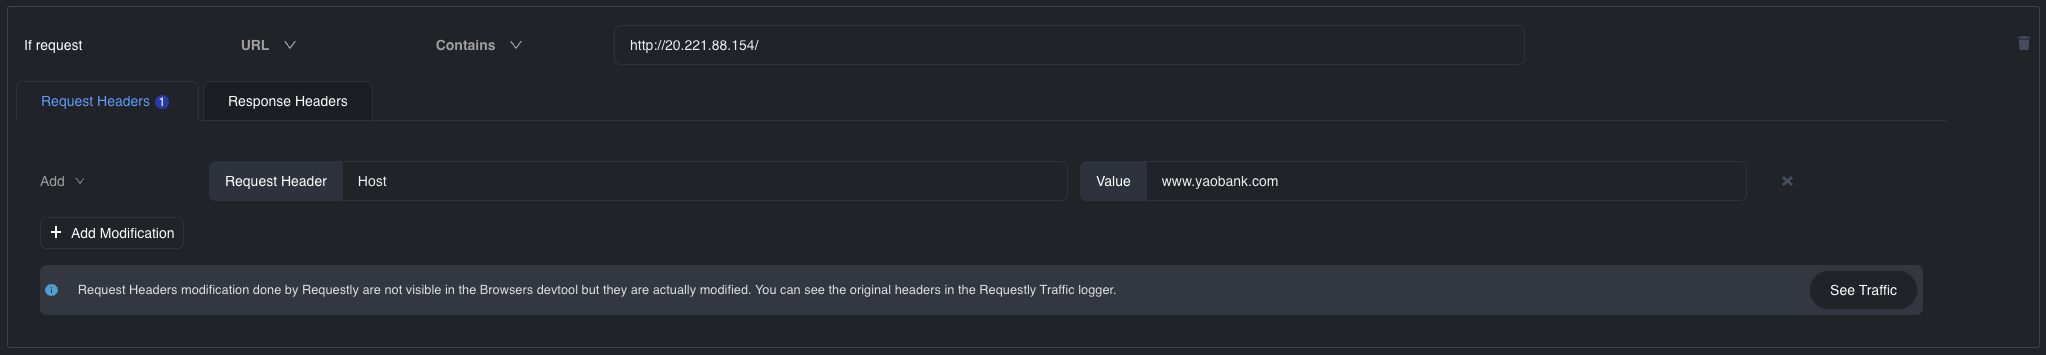 If request URL Contains http://20.221.88.154/
Request Headers 1 Response Headers
Add Request Header Host Value www.yaobank.com
+ Add Modification
Request Headers modification done by Requestly are not visible in the Browsers devtool but they are actually modified. You can see the original headers in the Requestly Traffic logger. See Traffic